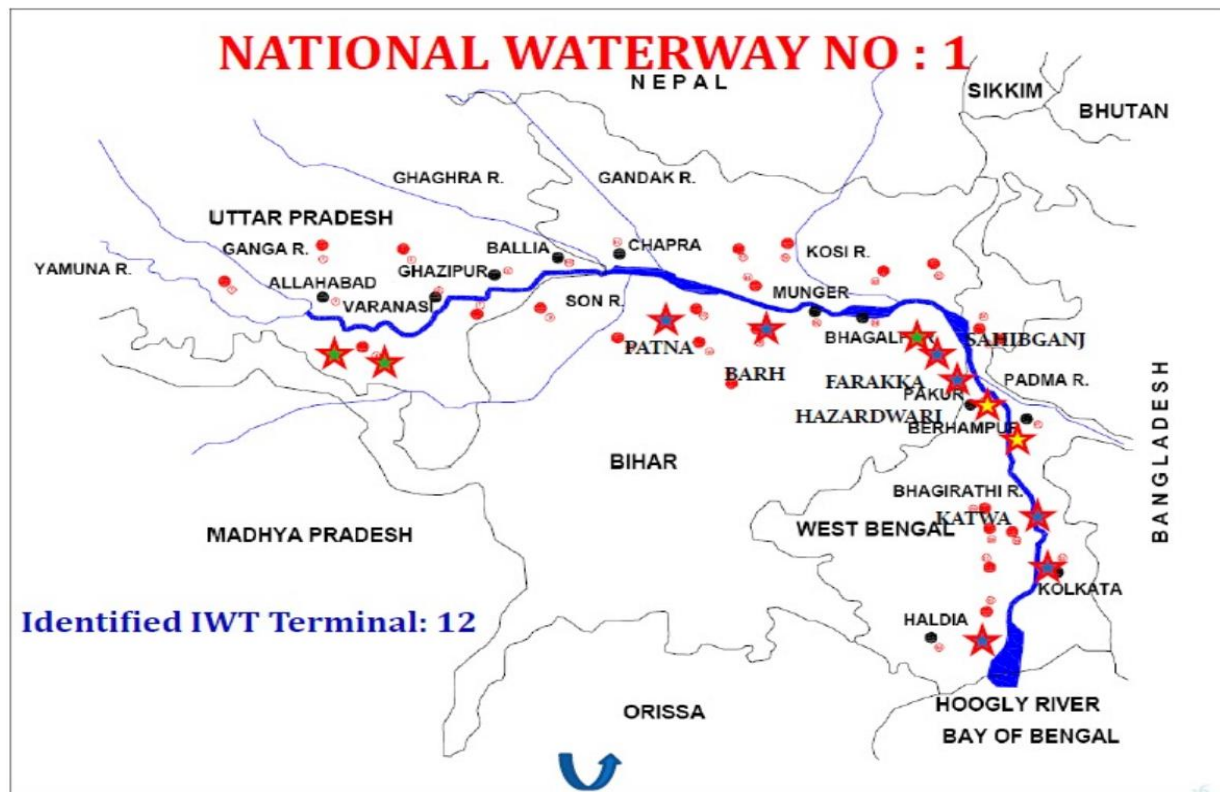 NATIONAL WATERWAY NO : 1
NEPAL
SIKKIM
BHUTAN
GHAGHRA R.
GANDAK R.
UTTAR PRADESH
GANGA R.
BALLIA
CHAPRA
KOSI R.
YAMUNA R.
ALLAHABAD
GHAZIPUR
VARANASI
SON R.
MUNGER
BHAGALPUR
SAHIBGANJ
PATNA
BARH
FARAKKA
PADMA R.
PAKUR
HAZARDWARI
BERHAMPUR
BANGLADESH
BIHAR
BHAGIRATHI R.
KATWA
WEST BENGAL
MADHYA PRADESH
KOLKATA
Identified IWT Terminal: 12
HALDIA
ORISSA
HOOGLY RIVER
BAY OF BENGAL